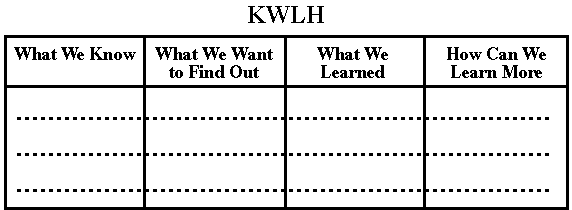 KWLH
What We Know
What We Want
to Find Out
What We
Learned
How Can We
Learn More